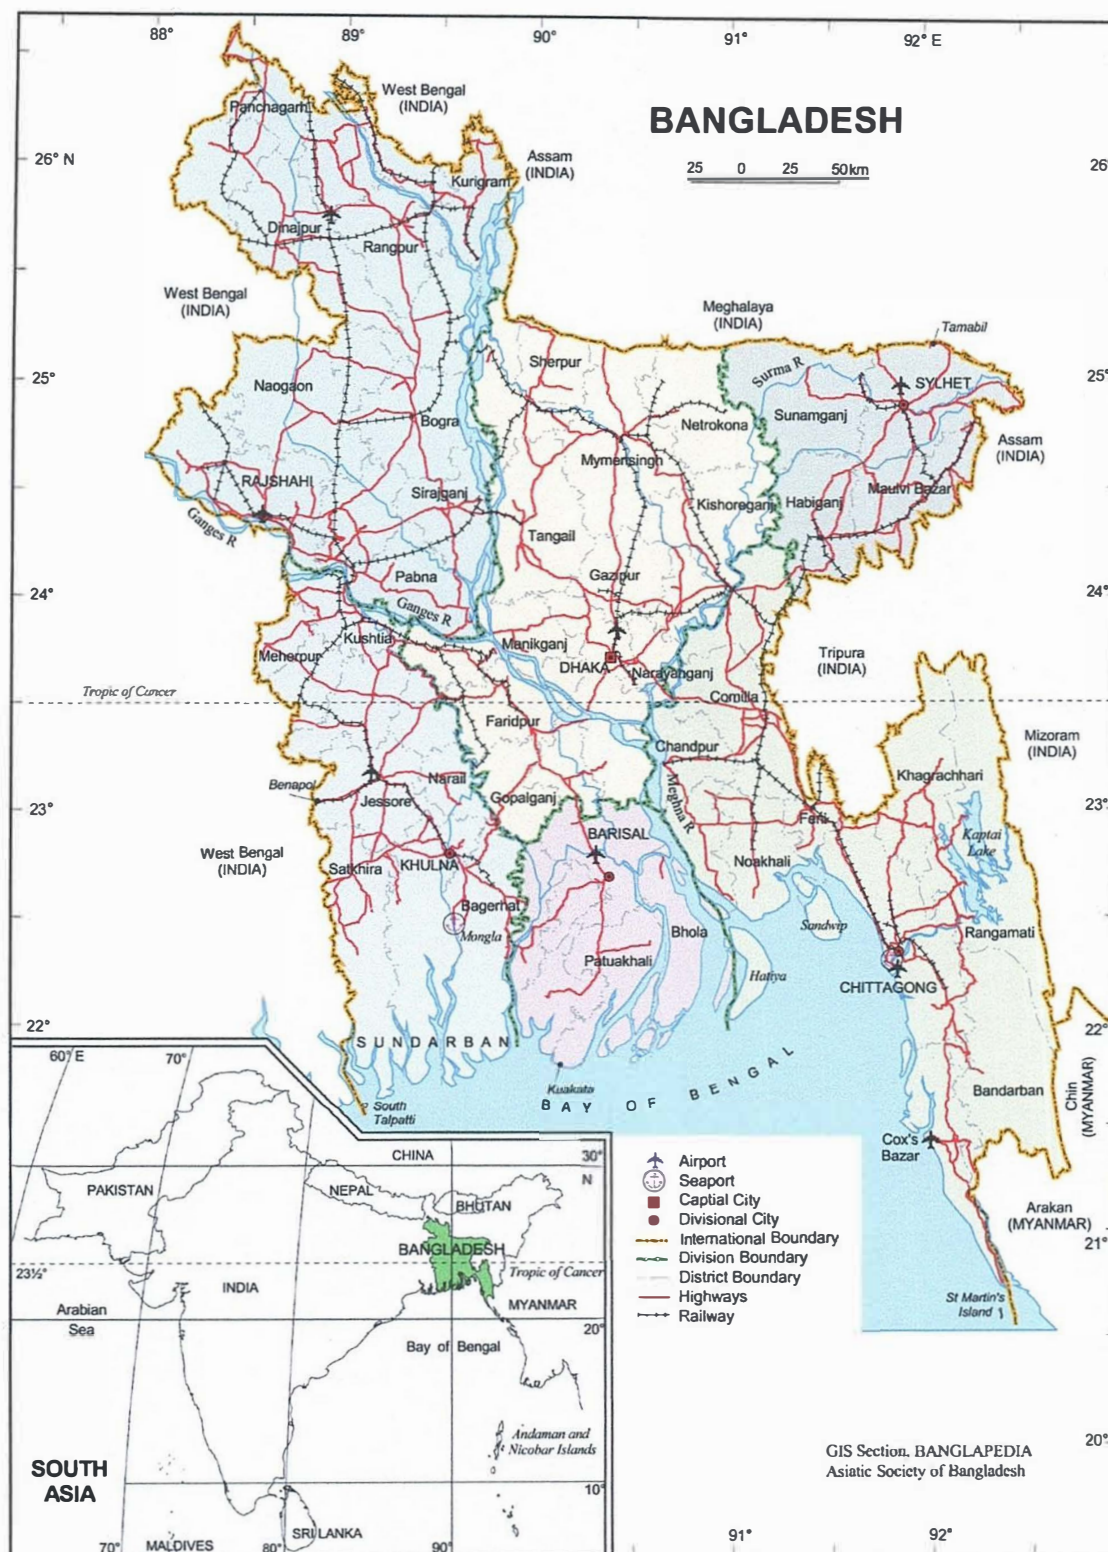 88°
89°
90°
91°
92° E
West Bengal
(INDIA)
BANGLADESH
Panchagarh
26° N
Assam
(INDIA)
25 0 25 50 km
26°
Kurigram
Dinajpur
Rangpur
West Bengal
(INDIA)
Meghalaya
(INDIA)
Tamabil
Sherpur
25°
Naogaon
Surma R
SYLHET
25°
Bogra
Netrokona
Sunamganj
Assam
(INDIA)
Mymensingh
RAJSHAHI
Sirajganj
Kishoreganj
Habiganj
Maulvi Bazar
Ganges R
Tangail
Gazipur
Pabna
24°
Ganges R
24°
Kushtia
Manikganj
Meherpur
DHAKA
Narayanganj
Tripura
(INDIA)
Tropic of Cancer
Comilla
Faridpur
Chandpur
Mizoram
(INDIA)
Khagrachhari
Benapol
Narail
Jessore
Gopalganj
Meghna R
23°
23°
Feni
BARISAL
Kaptai
Lake
West Bengal
(INDIA)
Satkhira
KHULNA
Noakhali
Bagerhat
Mongla
Bhola
Sandwip
Rangamati
Patuakhali
Hatiya
CHITTAGONG
22°
SUNDARBAN
22°
Kuakata
BAY OF BENGAL
Bandarban
Chin
(MYANMAR)
South
Talpatti
Cox's
Bazar
Airport
Seaport
Captial City
Divisional City
International Boundary
Division Boundary
District Boundary
Highways
Railway
Arakan
(MYANMAR)
21°
St Martin's
Island
60° E
70°
CHINA
30°
N
PAKISTAN
NEPAL
BHUTAN
BANGLADESH
23½°
Tropic of Cancer
INDIA
MYANMAR
Arabian
Sea
20°
Bay of Bengal
Andaman and
Nicobar Islands
SOUTH
ASIA
10°
SRI LANKA
MALDIVES
70°
80°
90°
20°
GIS Section, BANGLAPEDIA
Asiatic Society of Bangladesh
91°
92°